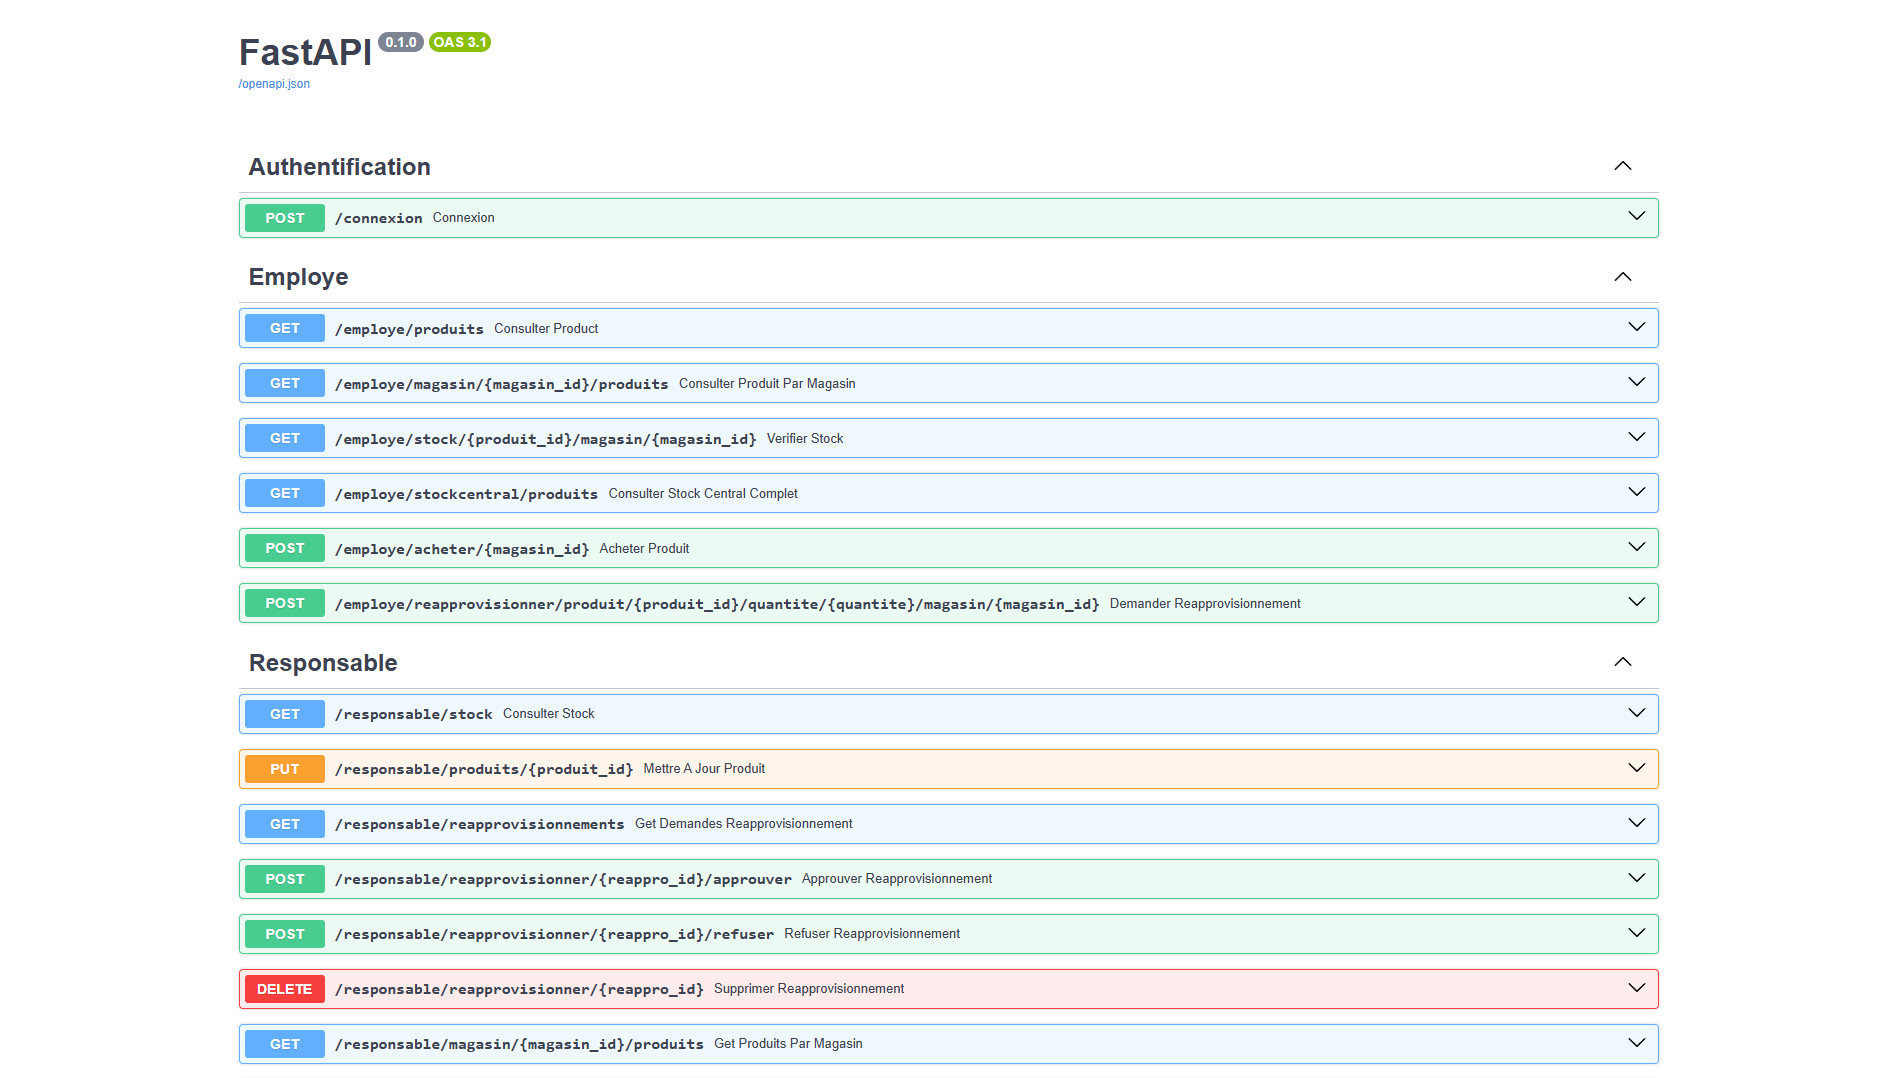 FastAPI 0.1.0 OAS 3.1
/openapi.json
Authentification
POST /connexion Connexion
Employe
GET /employe/produits Consulter Product
GET /employe/magasin/{magasin_id}/produits Consulter Produit Par Magasin
GET /employe/stock/{produit_id}/magasin/{magasin_id} Verifier Stock
GET /employe/stockcentral/produits Consulter Stock Central Complet
POST /employe/acheter/{magasin_id} Acheter Produit
POST /employe/reapprovisionner/produit/{produit_id}/quantite/{quantite}/magasin/{magasin_id} Demander Reapprovisionnement
Responsable
GET /responsable/stock Consulter Stock
PUT /responsable/produits/{produit_id} Mettre A Jour Produit
GET /responsable/reapprovisionnements Get Demandes Reapprovisionnement
POST /responsable/reapprovisionner/{reappro_id}/approuver Approuver Reapprovisionnement
POST /responsable/reapprovisionner/{reappro_id}/refuser Refuser Reapprovisionnement
DELETE /responsable/reapprovisionner/{reappro_id} Supprimer Reapprovisionnement
GET /responsable/magasin/{magasin_id}/produits Get Produits Par Magasin